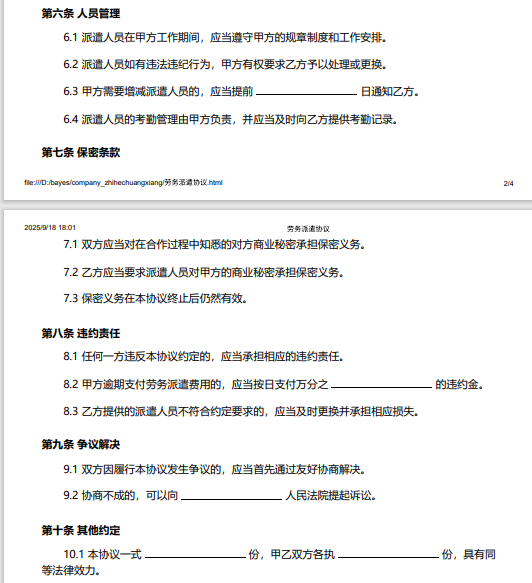 第六条 人员管理
6.1 派遣人员在甲方工作期间，应当遵守甲方的规章制度和工作安排。
6.2 派遣人员如有违法违纪行为，甲方有权要求乙方予以处理或更换。
6.3 甲方需要增减派遣人员的，应当提前 ____________ 日通知乙方。
6.4 派遣人员的考勤管理由甲方负责，并应当及时向乙方提供考勤记录。
第七条 保密条款
file:///D:/bayes/company_zhihechuangxiang/劳务派遣协议.html 2/4
2025/9/18 18:01 劳务派遣协议
7.1 双方应当对在合作过程中知悉的对方商业秘密承担保密义务。
7.2 乙方应当要求派遣人员对甲方的商业秘密承担保密义务。
7.3 保密义务在本协议终止后仍然有效。
第八条 违约责任
8.1 任何一方违反本协议约定的，应当承担相应的违约责任。
8.2 甲方逾期支付劳务派遣费用的，应当按日支付万分之 ____________ 的违约金。
8.3 乙方提供的派遣人员不符合约定要求的，应当及时更换并承担相应损失。
第九条 争议解决
9.1 双方因履行本协议发生争议的，应当首先通过友好协商解决。
9.2 协商不成的，可以向 ____________ 人民法院提起诉讼。
第十条 其他约定
10.1 本协议一式 ____________ 份，甲乙双方各执 ____________ 份，具有同
等法律效力。